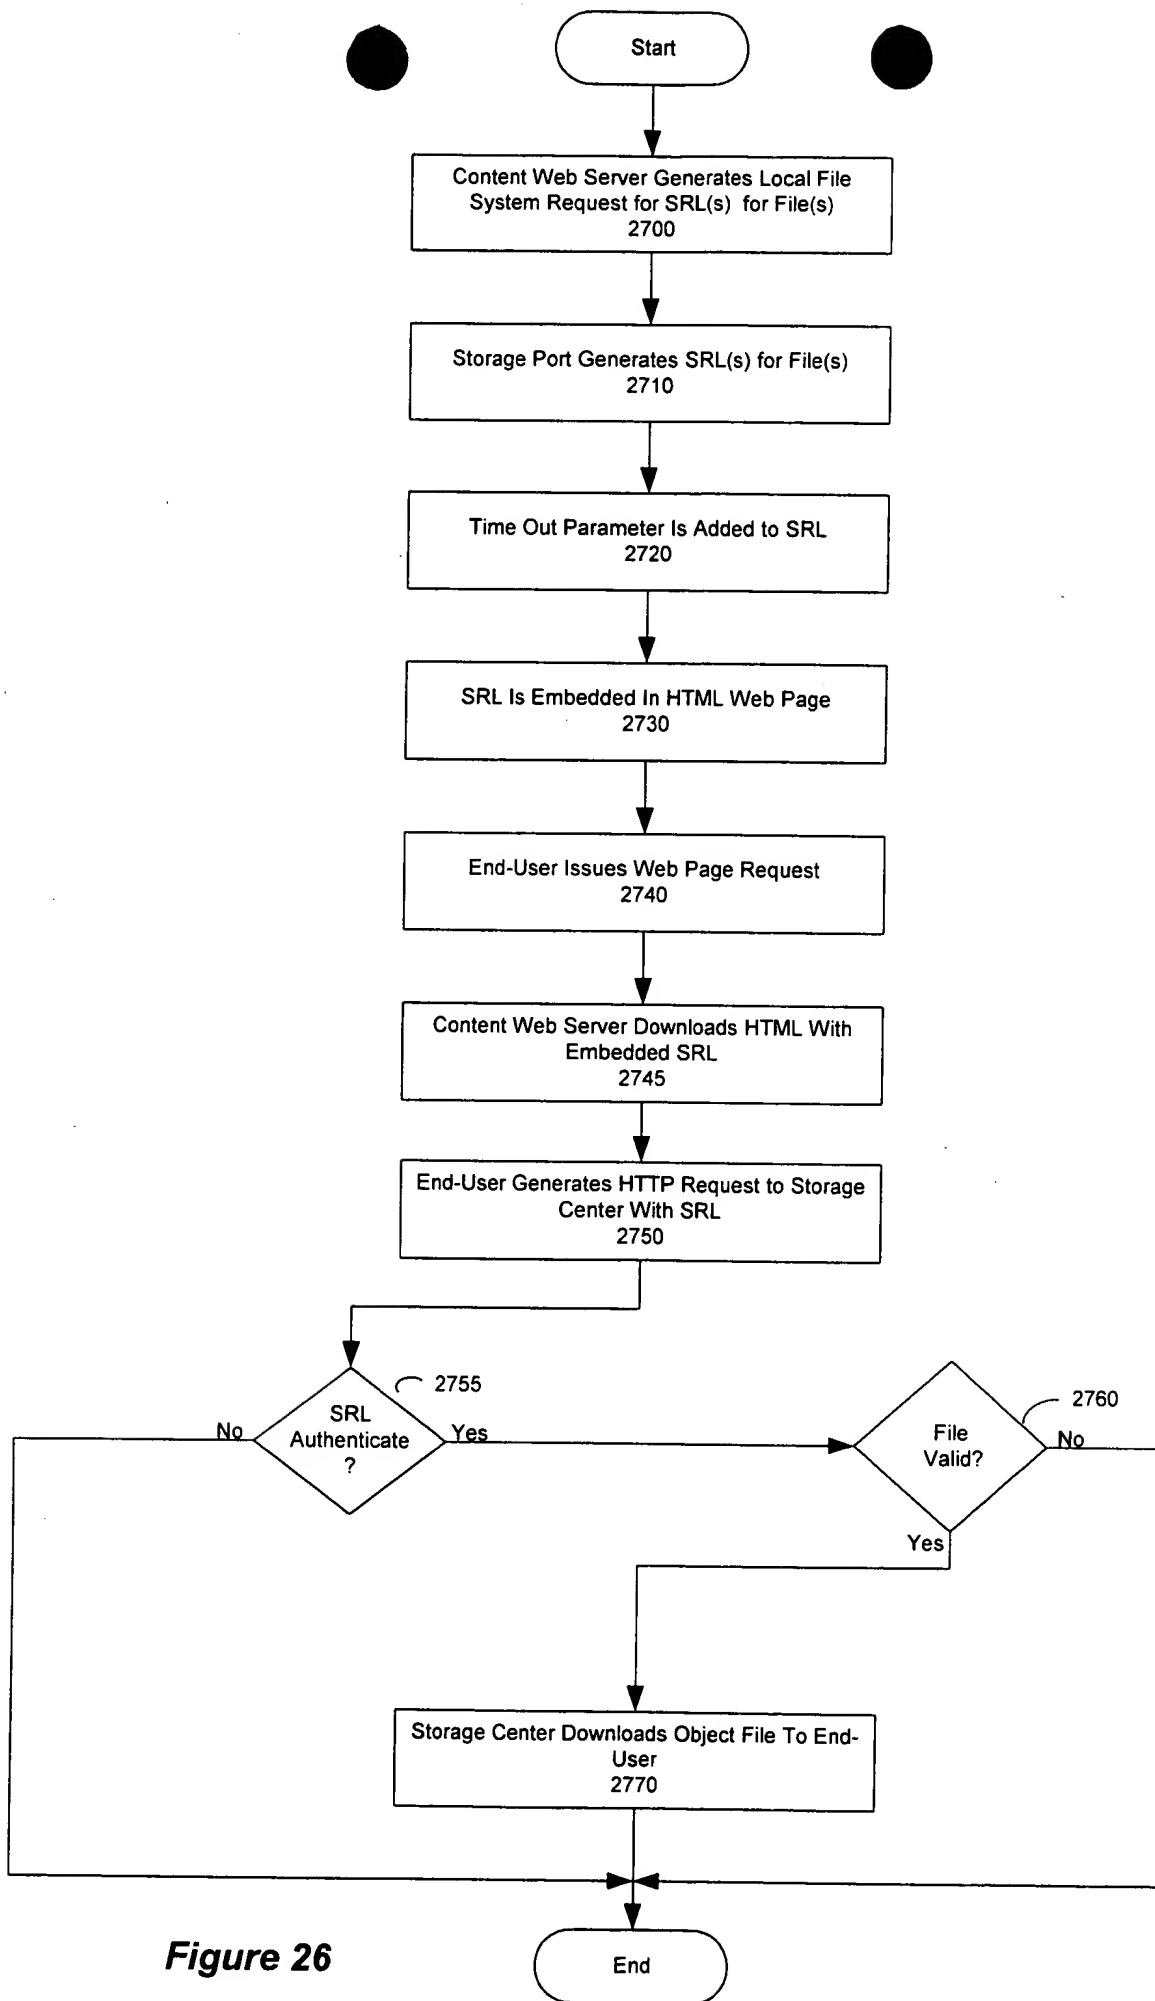 Start
Content Web Server Generates Local File
System Request for SRL(s) for File(s)
2700
Storage Port Generates SRL(s) for File(s)
2710
Time Out Parameter Is Added to SRL
2720
SRL Is Embedded In HTML Web Page
2730
End-User Issues Web Page Request
2740
Content Web Server Downloads HTML With
Embedded SRL
2745
End-User Generates HTTP Request to Storage
Center With SRL
2750
2755
SRL
Authenticate
?
No
Yes
2760
File
Valid?
No
Yes
Storage Center Downloads Object File To End-
User
2770
End
Figure 26